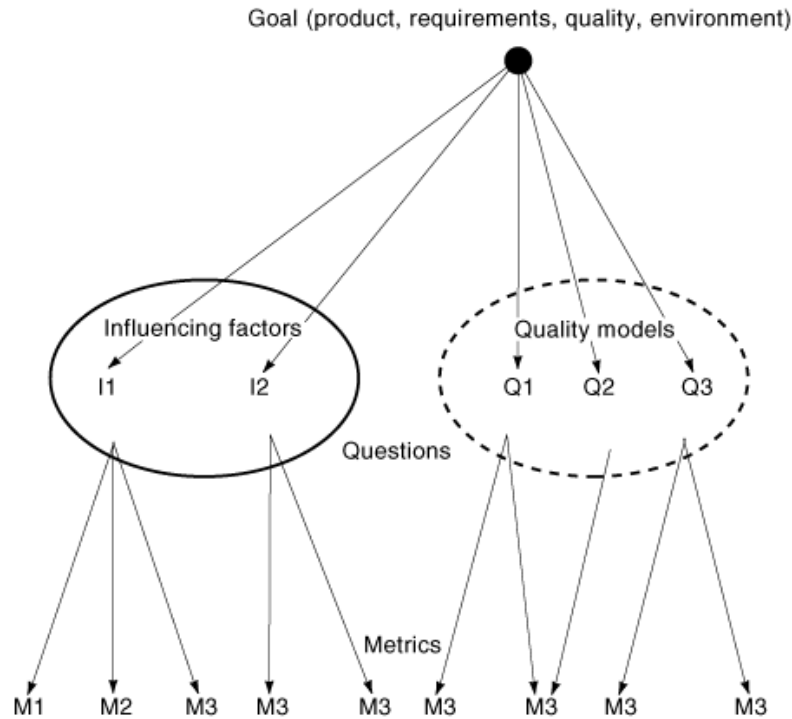 Goal (product, requirements, quality, environment)
Influencing factors
Quality models
I1 I2 Q1 Q2 Q3
Questions
Metrics
M1 M2 M3 M3 M3 M3 M3 M3 M3